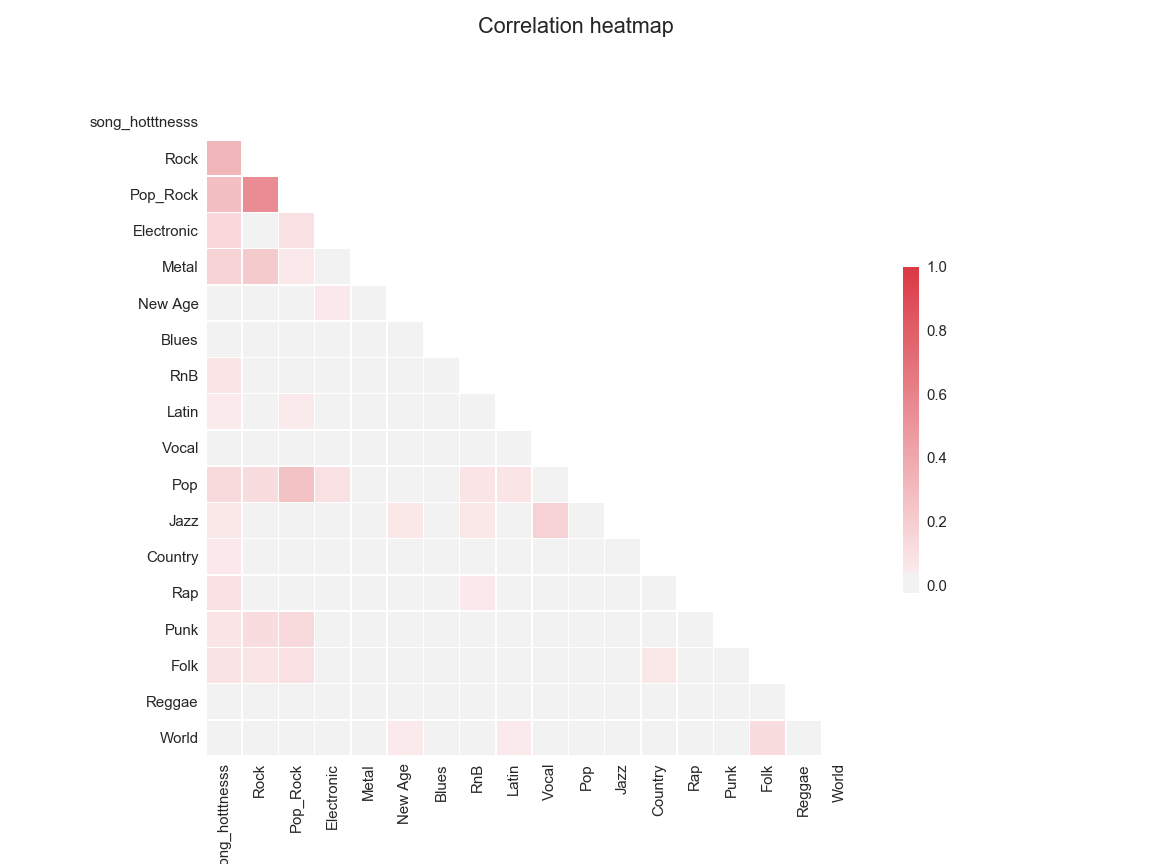 Correlation heatmap
song_hotttnesss
Rock
Pop_Rock
Electronic
Metal
New Age
Blues
RnB
Latin
Vocal
Pop
Jazz
Country
Rap
Punk
Folk
Reggae
World
1.0
0.8
0.6
0.4
0.2
0.0
ong_hotttnesss
Rock
Pop_Rock
Electronic
Metal
New Age
Blues
RnB
Latin
Vocal
Pop
Jazz
Country
Rap
Punk
Folk
Reggae
World